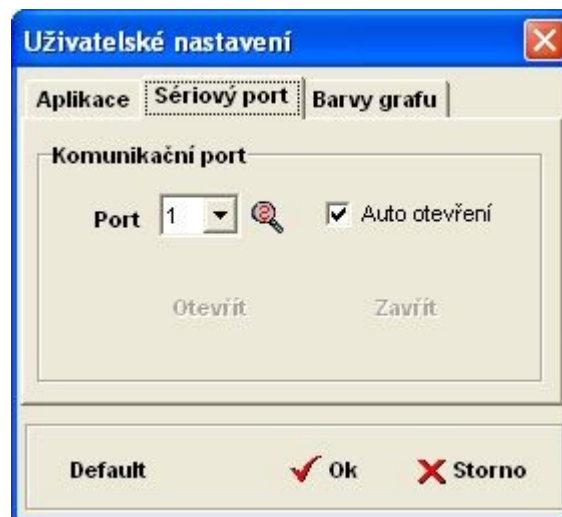 Uživatelské nastavení
Aplikace Sériový port Barvy grafu
Komunikační port
Port 1 Auto otevření
Otevřít Zavřít
Default Ok Storno